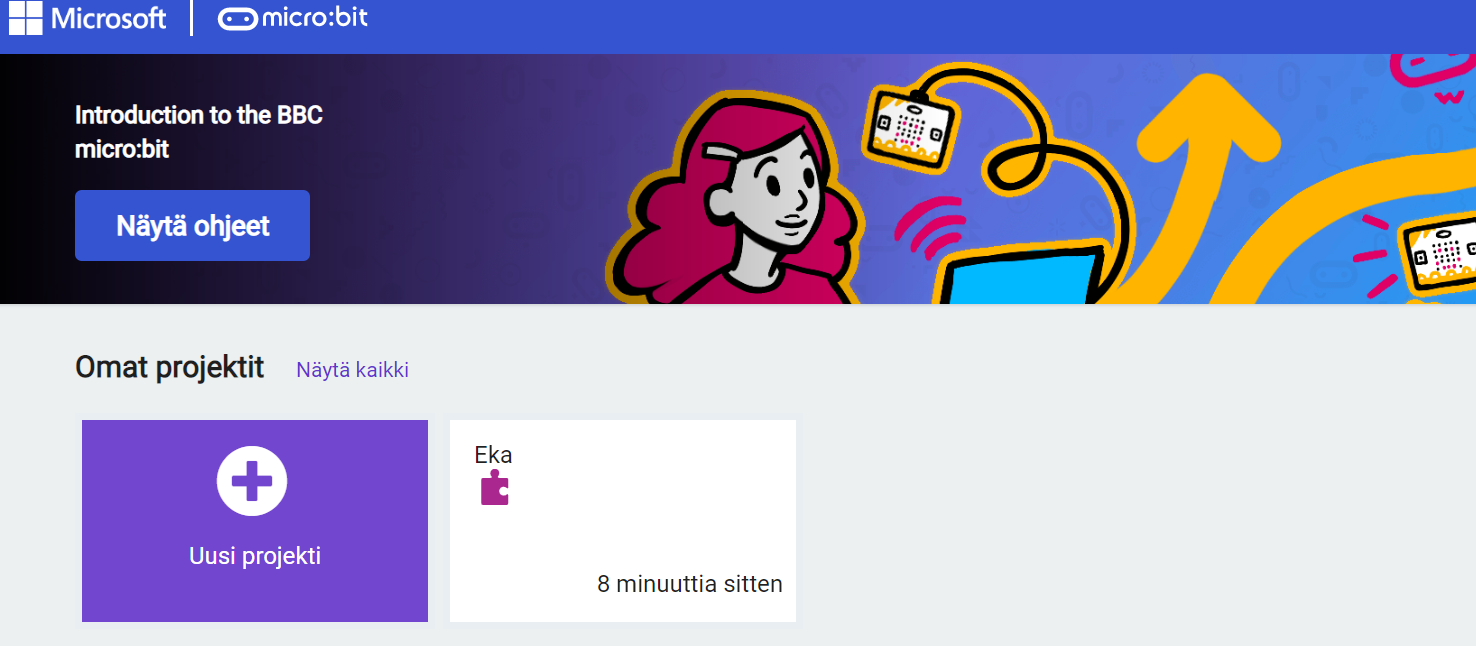 Microsoft micro:bit
Introduction to the BBC
micro:bit
Näytä ohjeet
Omat projektit Näytä kaikki
Eka
Uusi projekti
8 minuuttia sitten